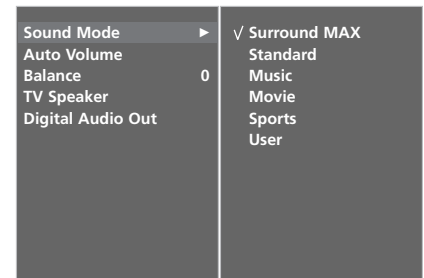 Sound Mode ►
Auto Volume
Balance 0
TV Speaker
Digital Audio Out
√ Surround MAX
Standard
Music
Movie
Sports
User